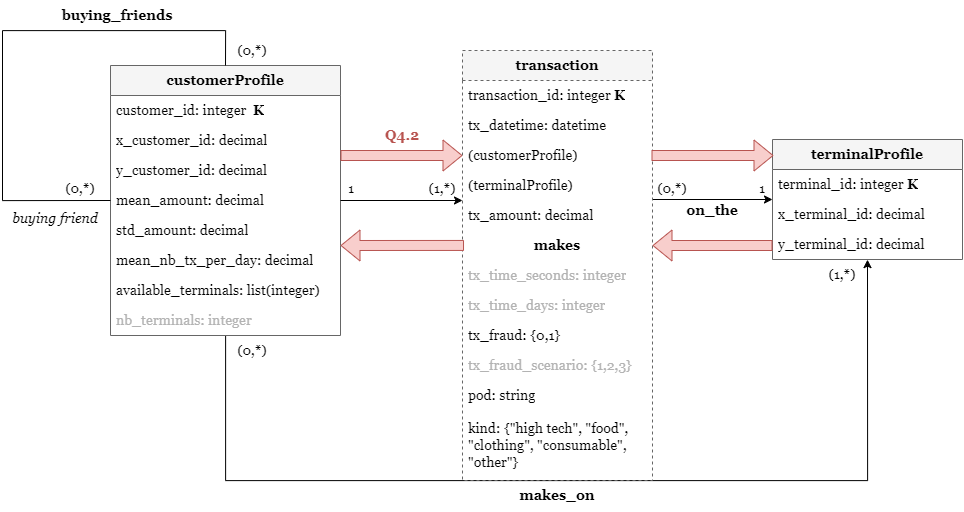 buying_friends
(0,*)
customerProfile
customer_id: integer K
x_customer_id: decimal
y_customer_id: decimal
mean_amount: decimal
std_amount: decimal
mean_nb_tx_per_day: decimal
available_terminals: list(integer)
nb_terminals: integer
(0,*)
buying friend
(0,*)
Q4.2
1
(1,*)
transaction
transaction_id: integer K
tx_datetime: datetime
(customerProfile)
(terminalProfile)
tx_amount: decimal
makes
tx_time_seconds: integer
tx_time_days: integer
tx_fraud: {0,1}
tx_fraud_scenario: {1,2,3}
pod: string
kind: {"high tech", "food",
"clothing", "consumable",
"other"}
(0,*)
1
on_the
terminalProfile
terminal_id: integer K
x_terminal_id: decimal
y_terminal_id: decimal
(1,*)
makes_on